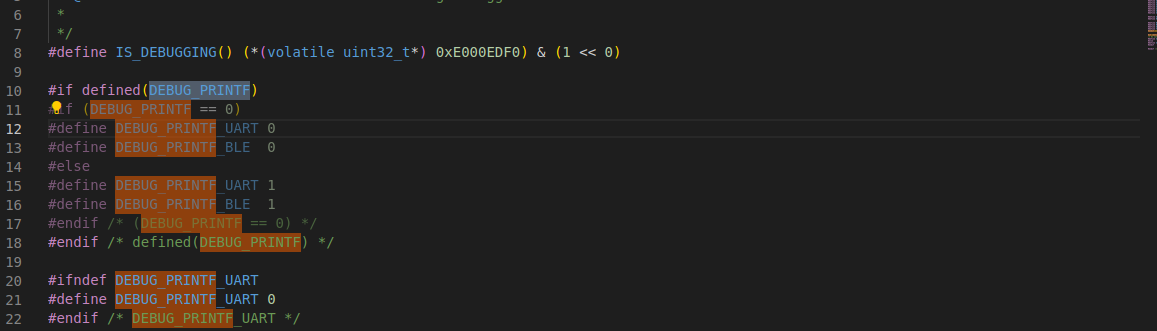 6 *
7 */
8 #define IS_DEBUGGING() (*(volatile uint32_t*) 0xE000EDF0) & (1 << 0)
9
10 #if defined(DEBUG_PRINTF)
11 #if (DEBUG_PRINTF == 0)
12 #define DEBUG_PRINTF_UART 0
13 #define DEBUG_PRINTF_BLE  0
14 #else
15 #define DEBUG_PRINTF_UART 1
16 #define DEBUG_PRINTF_BLE  1
17 #endif /* (DEBUG_PRINTF == 0) */
18 #endif /* defined(DEBUG_PRINTF) */
19
20 #ifndef DEBUG_PRINTF_UART
21 #define DEBUG_PRINTF_UART 0
22 #endif /* DEBUG_PRINTF_UART */